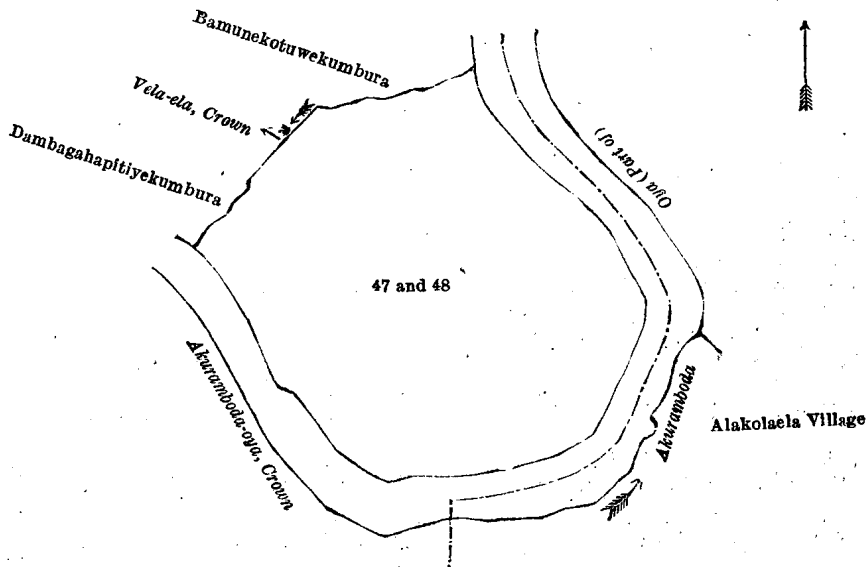 Bamunekotuwekumbura
Vela-ela, Crown
Dambagahapitiyekumbura
Oya (Part of)
47 and 48
Akuramboda-oya, Crown
Akuramboda
Alakolaela Village